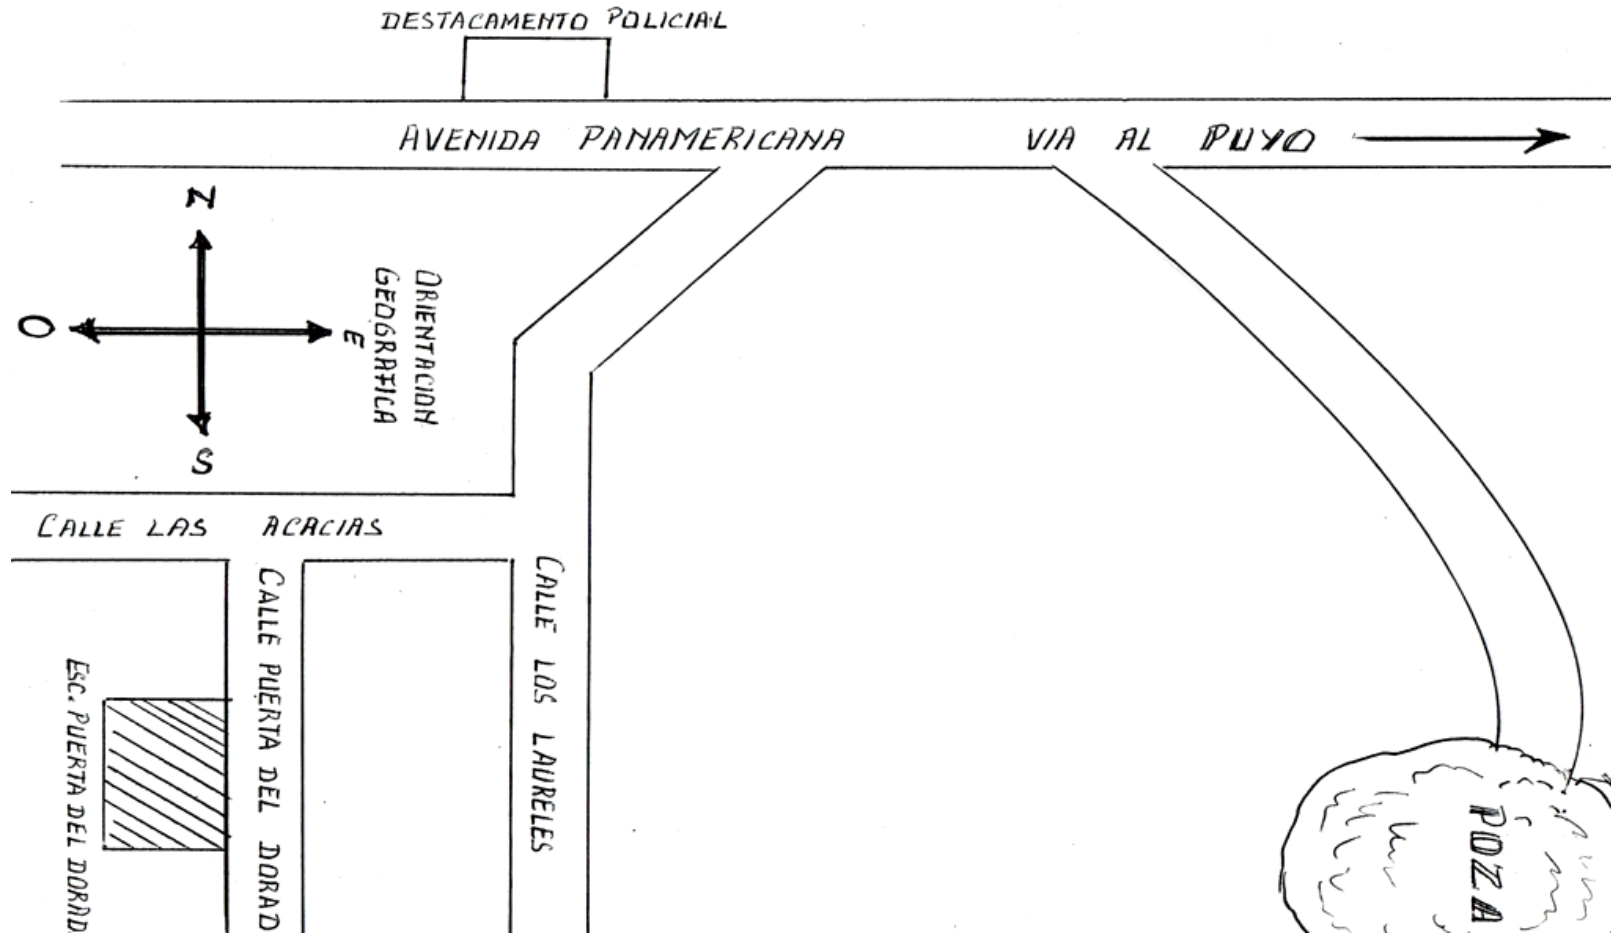 DESTACAMENTO POLICIAL
AVENIDA PANAMERICANA VIA AL PUYO
N
O
E
S
ORIENTACION
GEOGRAFICA
CALLE LAS ACACIAS
CALLE PUERTA DEL DORAD
CALLE LOS LAURELES
ESC. PUERTA DEL DORAD
POZA